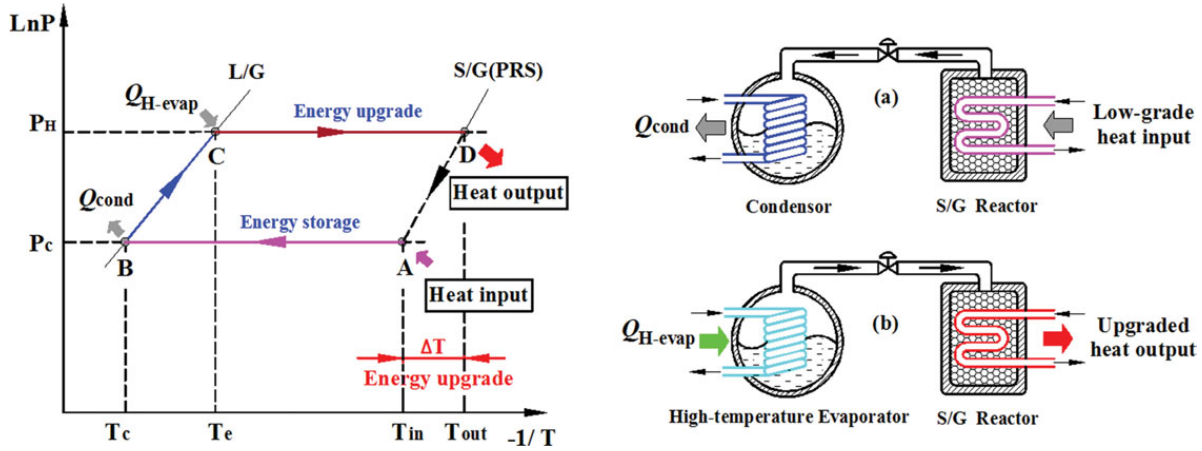 LnP
L/G
S/G(PRS)
QH-evap
Energy upgrade
PH
C
D
Heat output
Qcond
Energy storage
Pc
B
A
Heat input
ΔT
Energy upgrade
Tc
Te
Tin
Tout
-1/ T
(a)
Qcond
Low-grade
heat input
Condensor
S/G Reactor
(b)
QH-evap
Upgraded
heat output
High-temperature Evaporator
S/G Reactor